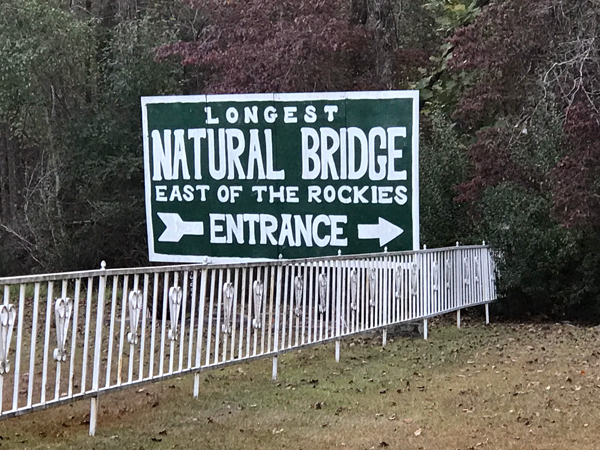 LONGEST
NATURAL BRIDGE
EAST OF THE ROCKIES
ENTRANCE